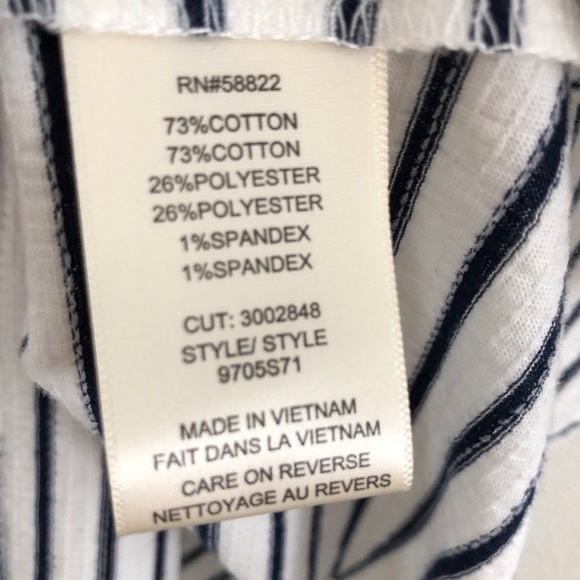 RN#58822
73%COTTON
73%COTTON
26%POLYESTER
26%POLYESTER
1%SPANDEX
1%SPANDEX
CUT: 3002848
STYLE/ STYLE
9705S71
MADE IN VIETNAM
FAIT DANS LA VIETNAM
CARE ON REVERSE
NETTOYAGE AU REVERS